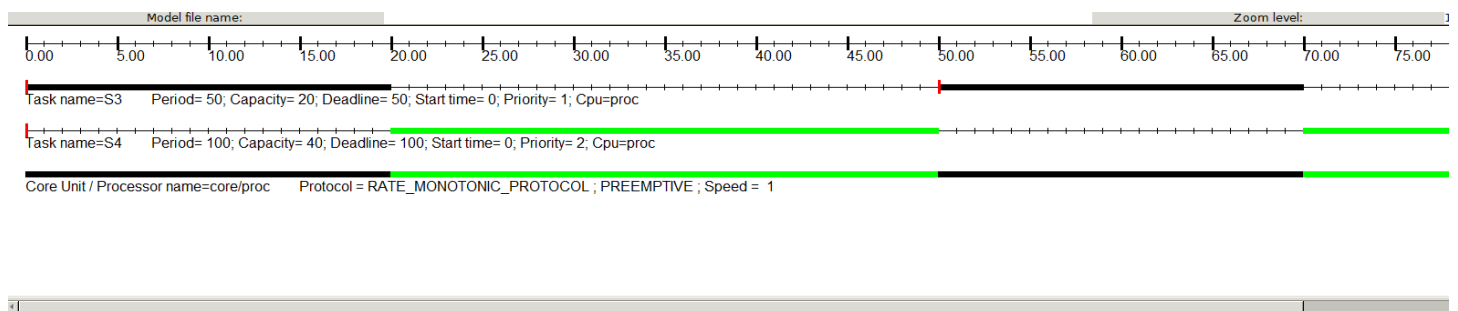 Model file name: Zoom level: 1
0.00 5.00 10.00 15.00 20.00 25.00 30.00 35.00 40.00 45.00 50.00 55.00 60.00 65.00 70.00 75.00
Task name=S3 Period= 50; Capacity= 20; Deadline= 50; Start time= 0; Priority= 1; Cpu=proc
Task name=S4 Period= 100; Capacity= 40; Deadline= 100; Start time= 0; Priority= 2; Cpu=proc
Core Unit / Processor name=core/proc Protocol = RATE_MONOTONIC_PROTOCOL ; PREEMPTIVE ; Speed = 1